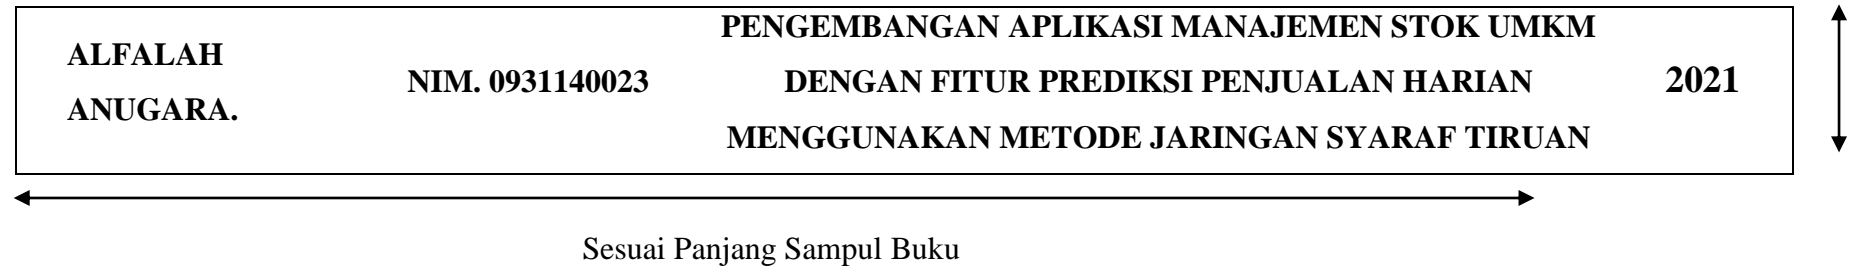 ALFALAH
ANUGARA.
NIM. 0931140023
PENGEMBANGAN APLIKASI MANAJEMEN STOK UMKM
DENGAN FITUR PREDIKSI PENJUALAN HARIAN
MENGGUNAKAN METODE JARINGAN SYARAF TIRUAN
2021
Sesuai Panjang Sampul Buku